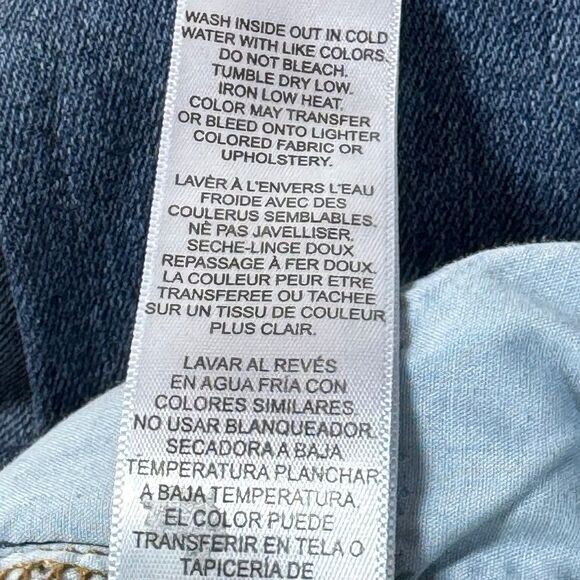 WASH INSIDE OUT IN COLD
WATER WITH LIKE COLORS.
DO NOT BLEACH.
TUMBLE DRY LOW.
IRON LOW HEAT.
COLOR MAY TRANSFER
OR BLEED ONTO LIGHTER
COLORED FABRIC OR
UPHOLSTERY.
LAVÈR À L'ENVERS L'EAU
FROIDE AVEC DES
COULERUS SEMBLABLES.
NÈ PAS JAVELLISER.
SECHE-LINGE DOUX
REPASSAGE À FER DOUX.
LA COULEUR PEUR ETRE
TRANSFEREE OU TACHEE
SUR UN TISSU DE COULEUR
PLUS CLAIR.
LAVAR AL REVÉS
EN AGUA FRÍA CON
COLORES SIMILARES.
NO USAR BLANQUEADOR.
SECADORA A BAJA
TEMPERATURA PLANCHAR
A BAJA TEMPERATURA.
EL COLOR PUEDE
TRANSFERIR EN TELA O
TAPICERÍA DE